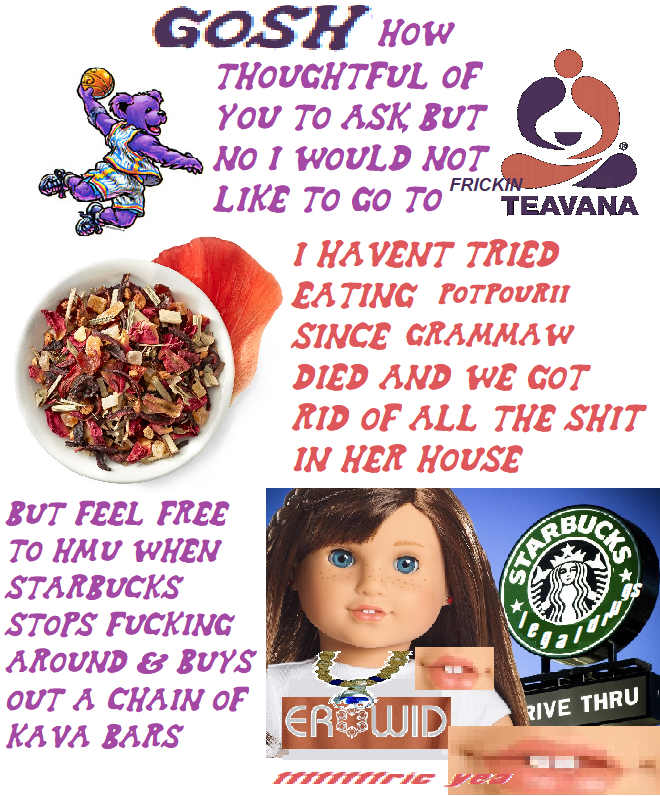 GOSH HOW
THOUGHTFUL OF
YOU TO ASK, BUT
NO I WOULD NOT
LIKE TO GO TO FRICKIN
TEAVANA
I HAVENT TRIED
EATING POTPOURII
SINCE GRAMMAW
DIED AND WE GOT
RID OF ALL THE SHIT
IN HER HOUSE
BUT FEEL FREE
TO HMU WHEN
STARBUCKS
STOPS FUCKING
AROUND & BUYS
OUT A CHAIN OF
KAVA BARS
STARBUCKS
legaldrugs
RIVE THRU
EROWID